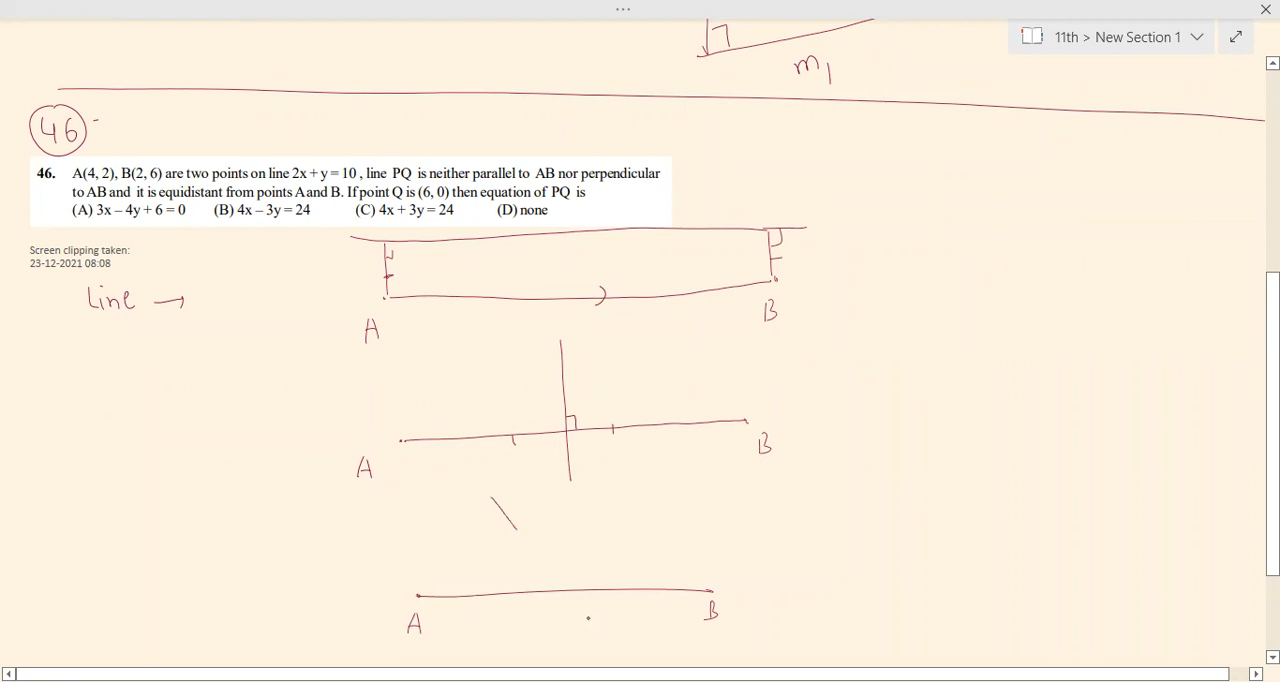 11th > New Section 1
m1
46
46. A(4, 2), B(2, 6) are two points on line 2x + y = 10 , line PQ is neither parallel to AB nor perpendicular
to AB and it is equidistant from points A and B. If point Q is (6, 0) then equation of PQ is
(A) 3x – 4y + 6 = 0 (B) 4x – 3y = 24 (C) 4x + 3y = 24 (D) none
Screen clipping taken:
23-12-2021 08:08
Line →
A B
A B
A B